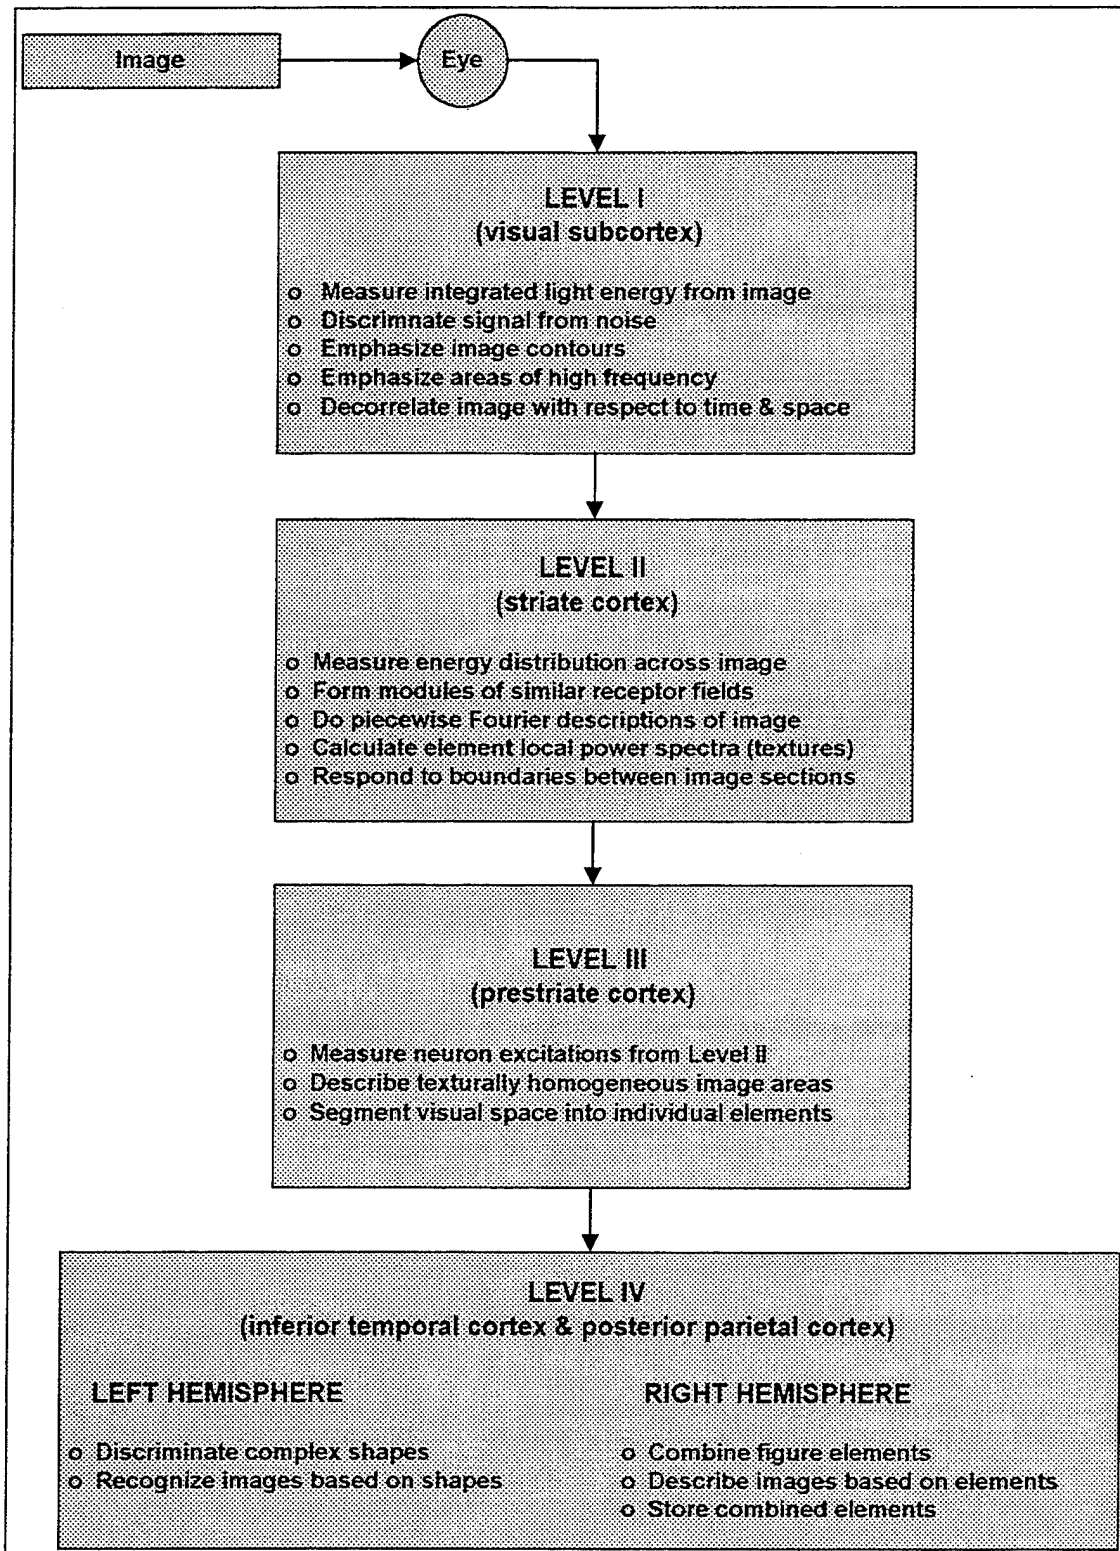 Image
Eye
LEVEL I
(visual subcortex)
o Measure integrated light energy from image
o Discrimnate signal from noise
o Emphasize image contours
o Emphasize areas of high frequency
o Decorrelate image with respect to time & space
LEVEL II
(striate cortex)
o Measure energy distribution across image
o Form modules of similar receptor fields
o Do piecewise Fourier descriptions of image
o Calculate element local power spectra (textures)
o Respond to boundaries between image sections
LEVEL III
(prestriate cortex)
o Measure neuron excitations from Level II
o Describe texturally homogeneous image areas
o Segment visual space into individual elements
LEVEL IV
(inferior temporal cortex & posterior parietal cortex)
LEFT HEMISPHERE
o Discriminate complex shapes
o Recognize images based on shapes
RIGHT HEMISPHERE
o Combine figure elements
o Describe images based on elements
o Store combined elements